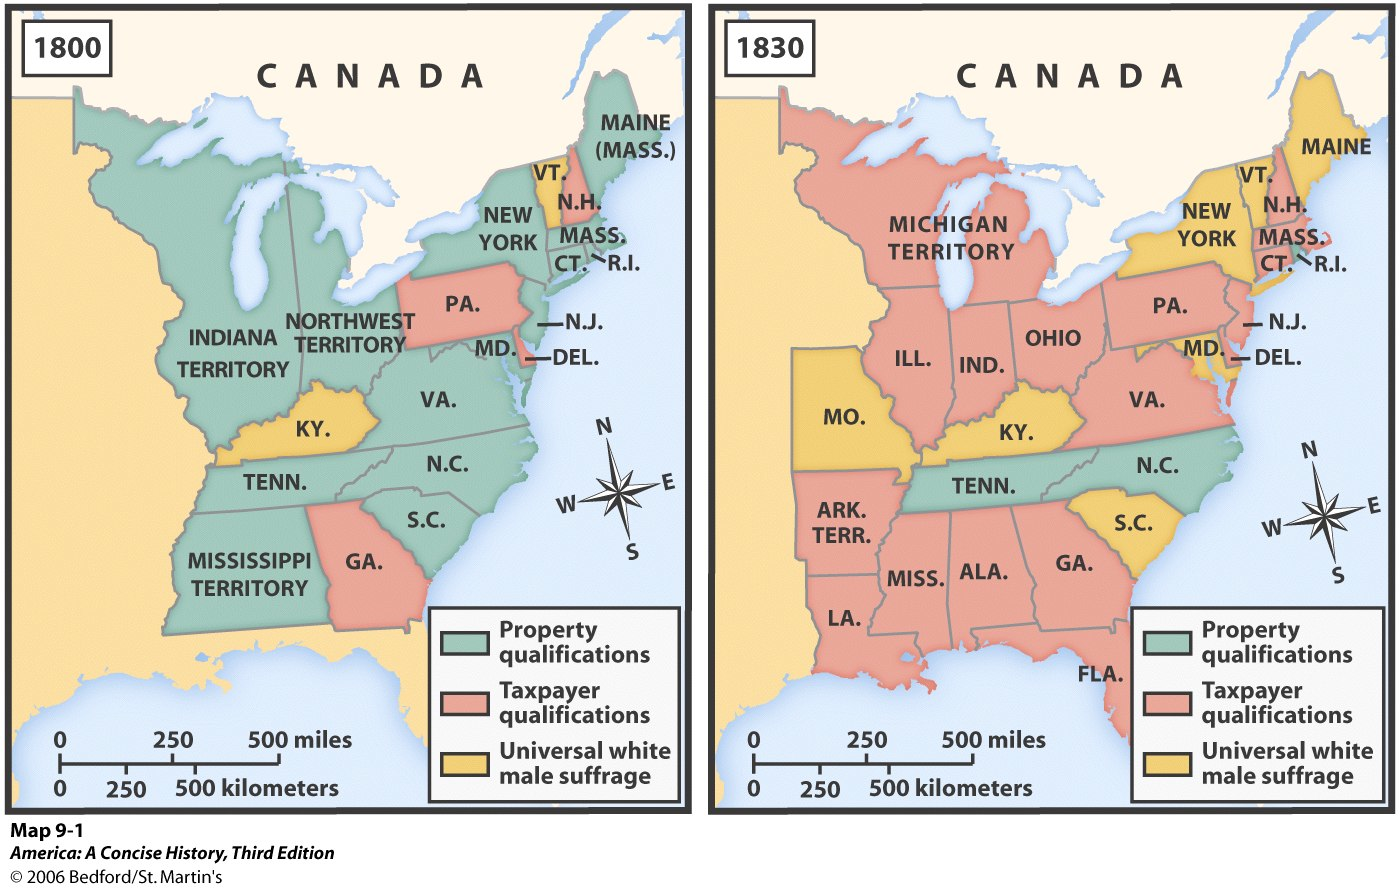 1800
CANADA
MAINE
(MASS.)
VT.
N.H.
NEW
YORK
MASS.
CT.
R.I.
PA.
N.J.
INDIANA
TERRITORY
NORTHWEST
TERRITORY
MD.
DEL.
VA.
KY.
N
W
E
S
TENN.
N.C.
S.C.
MISSISSIPPI
TERRITORY
GA.
Property
qualifications
Taxpayer
qualifications
Universal white
male suffrage
0 250 500 miles
0 250 500 kilometers
1830
CANADA
MAINE
VT.
N.H.
NEW
YORK
MASS.
CT.
R.I.
MICHIGAN
TERRITORY
PA.
N.J.
ILL.
IND.
OHIO
MD.
DEL.
VA.
MO.
KY.
N
W
E
S
TENN.
N.C.
S.C.
ARK.
TERR.
MISS.
ALA.
GA.
LA.
FLA.
Property
qualifications
Taxpayer
qualifications
Universal white
male suffrage
0 250 500 miles
0 250 500 kilometers
Map 9-1
America: A Concise History, Third Edition
© 2006 Bedford/St. Martin's